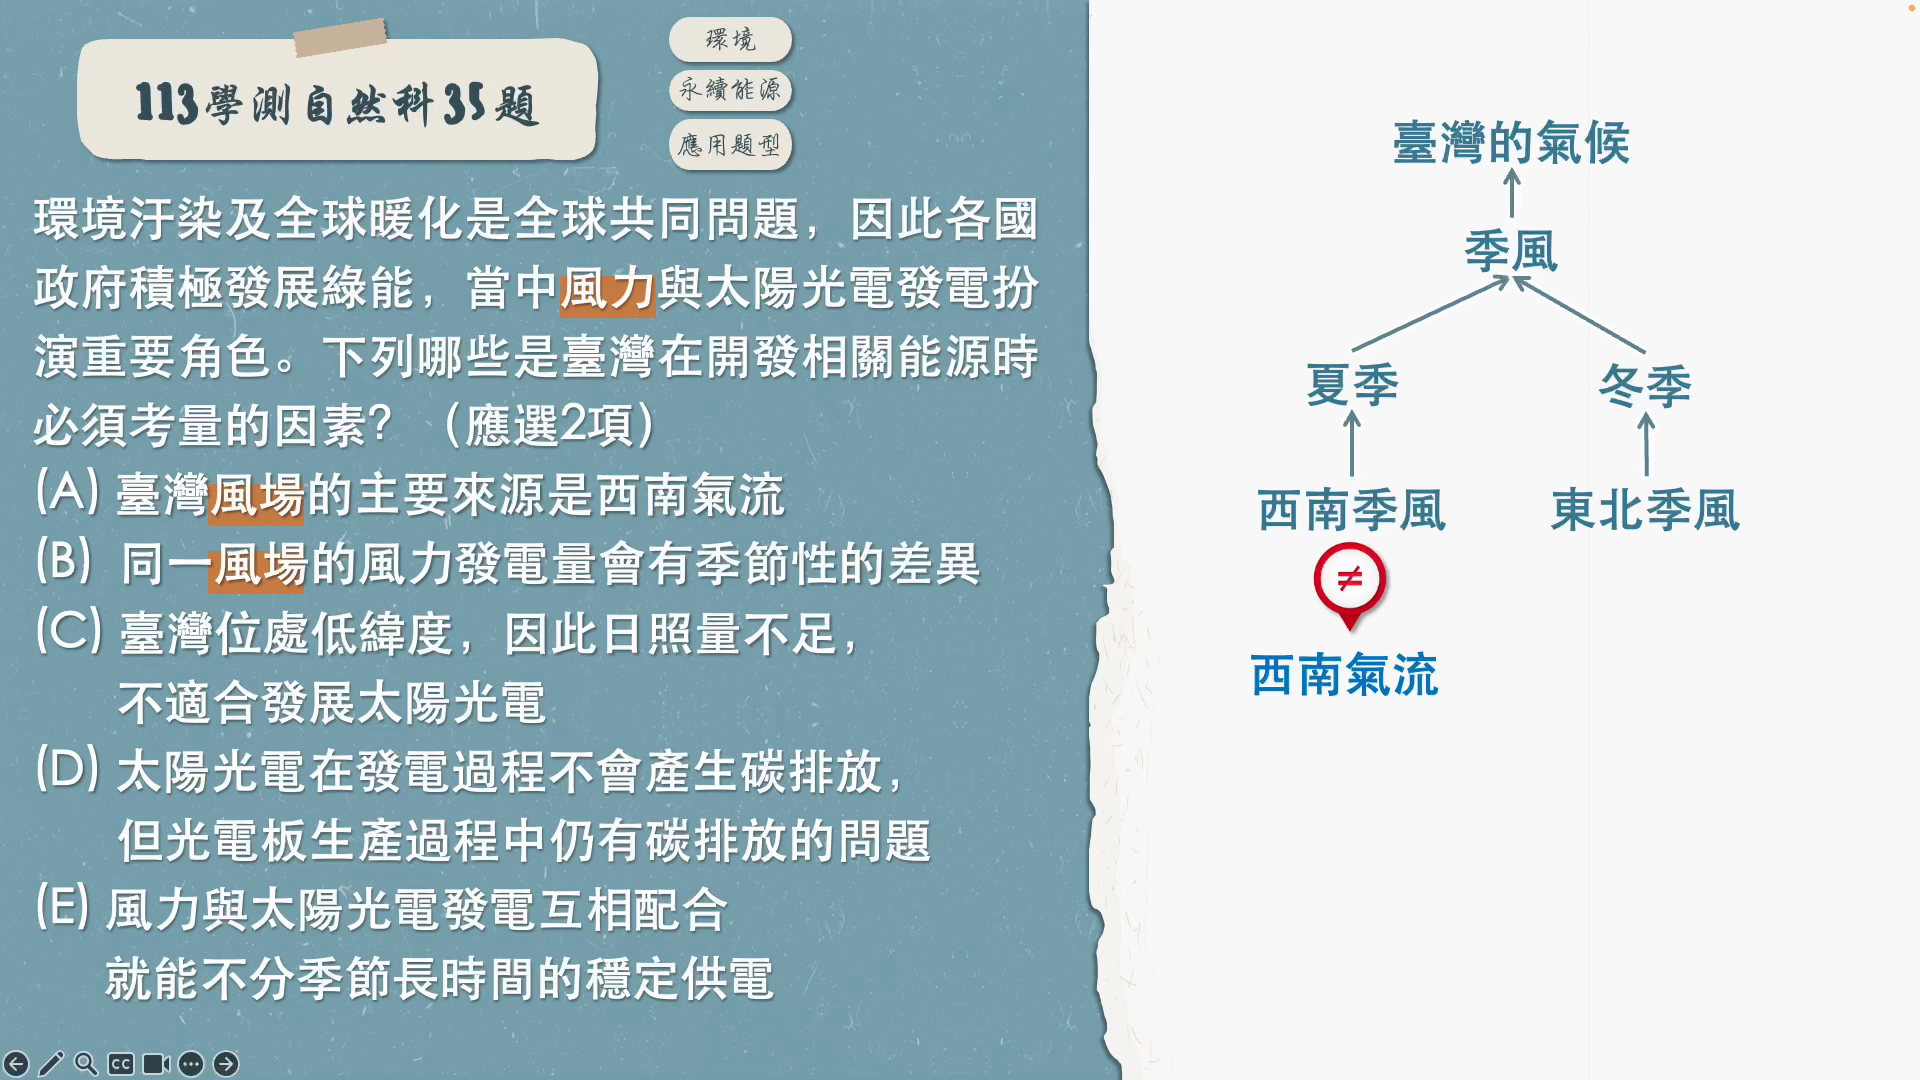 113學測自然科35題
環境
永續能源
應用題型
環境汙染及全球暖化是全球共同問題，因此各國
政府積極發展綠能，當中風力與太陽光電發電扮
演重要角色。下列哪些是臺灣在開發相關能源時
必須考量的因素？（應選2項）
(A) 臺灣風場的主要來源是西南氣流
(B) 同一風場的風力發電量會有季節性的差異
(C) 臺灣位處低緯度，因此日照量不足，
不適合發展太陽光電
(D) 太陽光電在發電過程不會產生碳排放，
但光電板生產過程中仍有碳排放的問題
(E) 風力與太陽光電發電互相配合
就能不分季節長時間的穩定供電
臺灣的氣候
季風
夏季
冬季
西南季風
東北季風
≠
西南氣流
CC